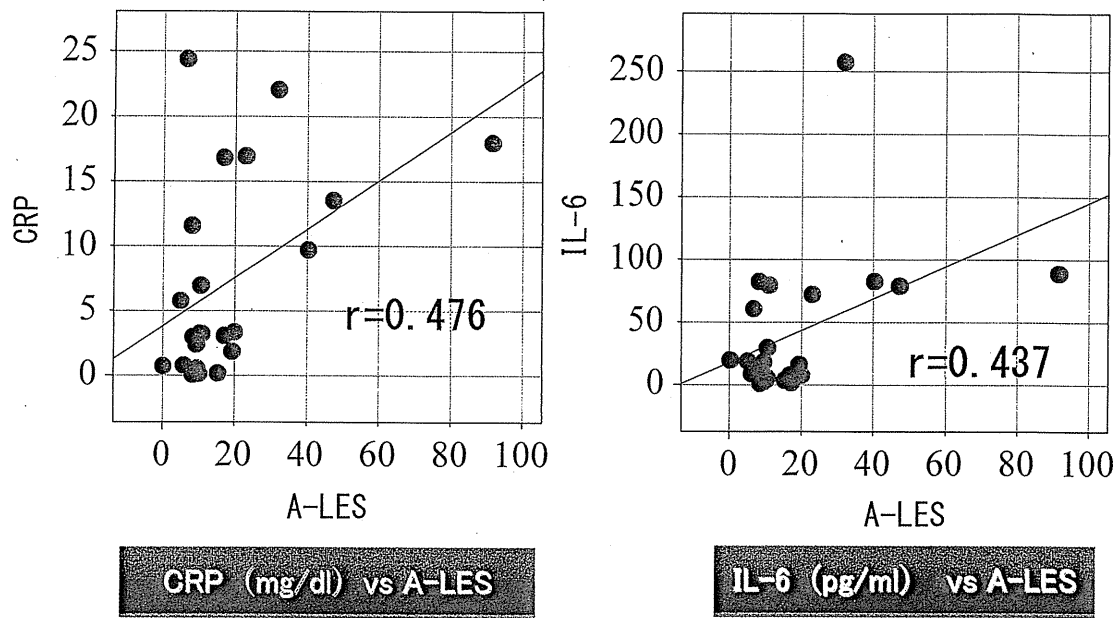 25
20
15
10
5
0
CRP
r=0.476
0 20 40 60 80 100
A-LES
CRP (mg/dl) vs A-LES
250
200
150
100
50
0
IL-6
r=0.437
0 20 40 60 80 100
A-LES
IL-6 (pg/ml) vs A-LES